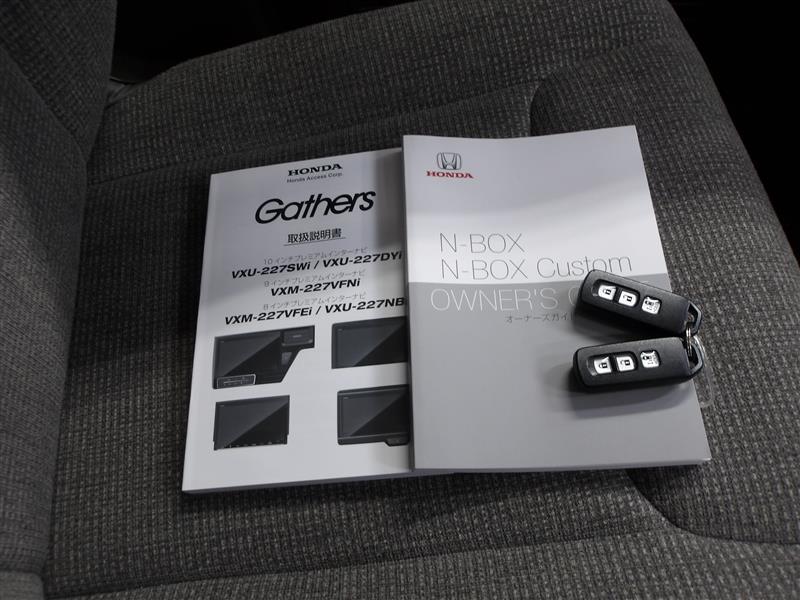 HONDA
Honda Access Corp.
Gathers
取扱説明書
10インチプレミアムインターナビ
VXU-227SWi / VXU-227DYi
9インチプレミアムインターナビ
VXM-227VFNi
8インチプレミアムインターナビ
VXM-227VFEi / VXU-227NB
HONDA
N-BOX
N-BOX Custom
OWNER'S G
オーナーズガイ